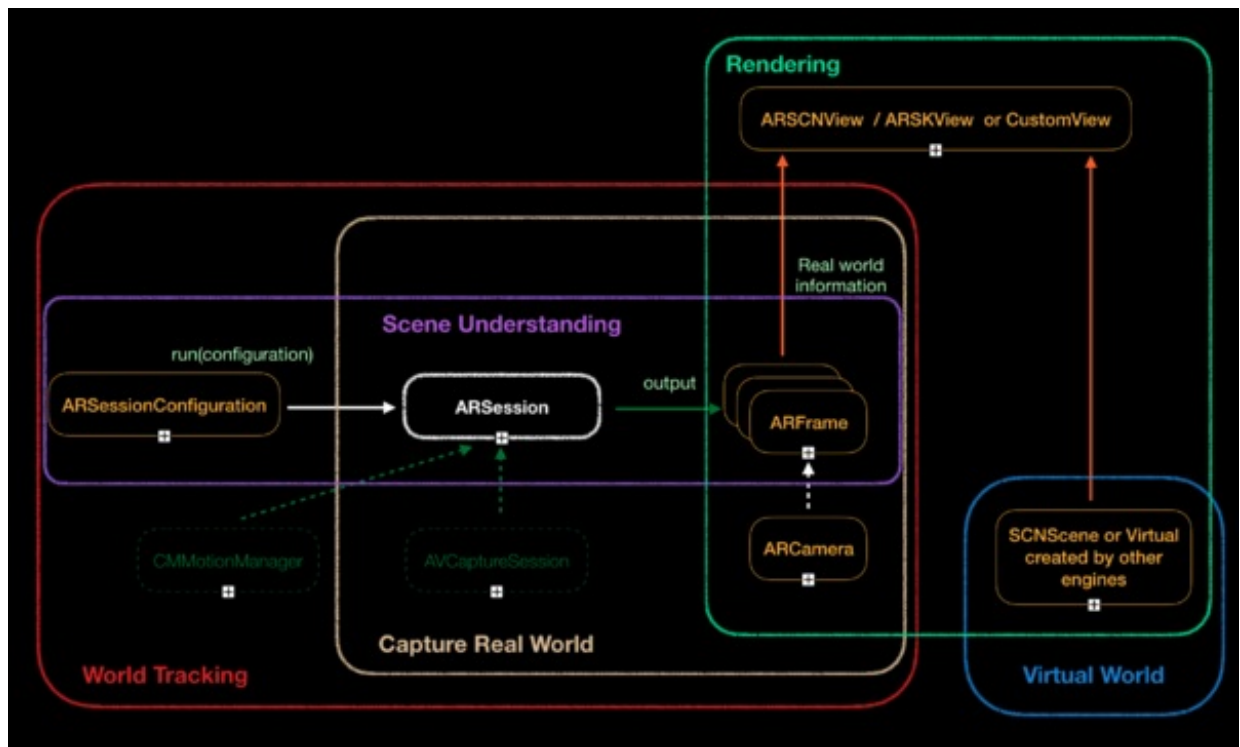 Rendering
ARSCNView / ARSKView or CustomView
Real world
information
Scene Understanding
run(configuration)
ARSessionConfiguration
ARSession
output
ARFrame
CMMotionManager
AVCaptureSession
ARCamera
SCNScene or Virtual
created by other
engines
Capture Real World
World Tracking
Virtual World